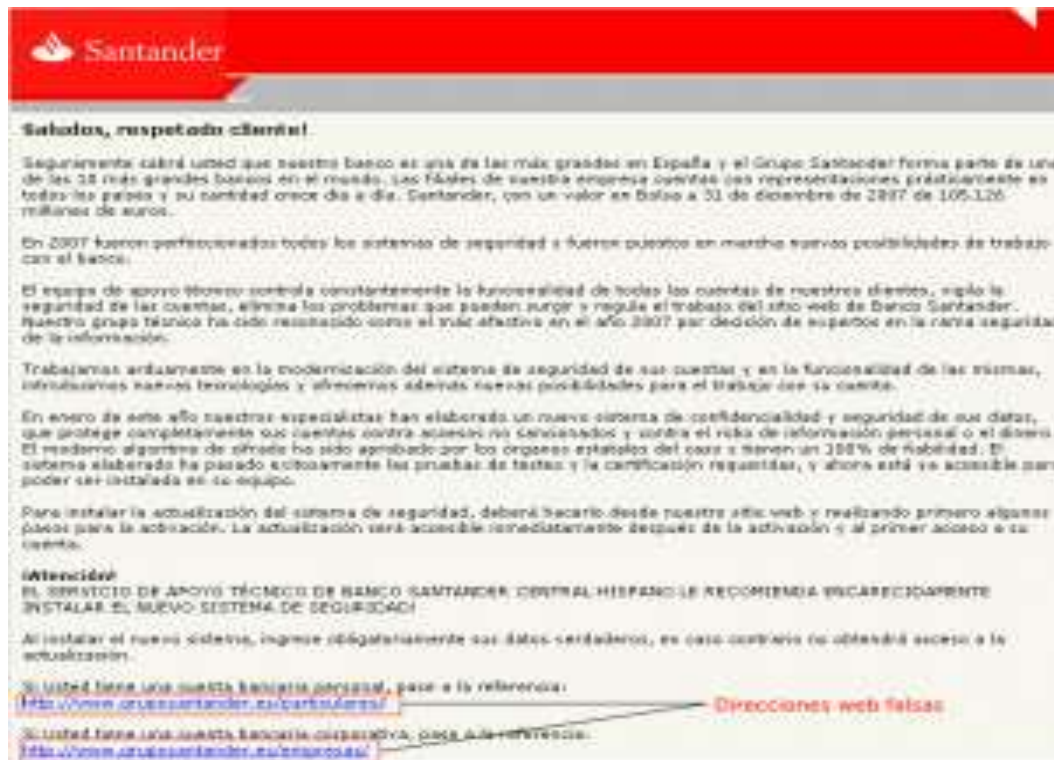 Santander
Saludos, respetado cliente!
Seguramente sabrá usted que nuestro banco es una de las más grandes en España y el Grupo Santander forma parte de uno
de las 10 más grandes bancos en el mundo. Las filiales de nuestra empresa cuentan con representaciones prácticamente en
todos los países y su cantidad crece día a día. Santander, con un valor en Bolsa a 31 de diciembre de 2007 de 105.126
millones de euros.
En 2007 fueron perfeccionados todos los sistemas de seguridad y fueron puestos en marcha nuevas posibilidades de trabajo
con el banco.
El equipo de apoyo técnico controla constantemente la funcionalidad de todas las cuentas de nuestros clientes, vigila la
seguridad de las cuentas, elimina los problemas que pueden surgir y regula el trabajo del sitio web de Banco Santander.
Nuestro grupo técnico ha sido reconocido como el más efectivo en el año 2007 por decisión de expertos en la rama seguridad
de la información.
Trabajamos arduamente en la modernización del sistema de seguridad de sus cuentas y en la funcionalidad de las mismas,
introducimos nuevas tecnologías y ofrecemos además nuevas posibilidades para el trabajo con su cuenta.
En enero de este año nuestros especialistas han elaborado un nuevo sistema de confidencialidad y seguridad de sus datos,
que protege completamente sus cuentas contra accesos no sancionados y contra el robo de información personal o el dinero
El moderno algoritmo de cifrado ha sido aprobado por los órganos estatales del caso y tienen un 100% de fiabilidad. El
sistema elaborado ha pasado exitosamente las pruebas de testeo y la certificación requeridas, y ahora está ya accesible para
poder ser instalada en su equipo.
Para instalar la actualización del sistema de seguridad, deberá hacerlo desde nuestro sitio web y realizando primero algunos
pasos para la activación. La actualización será accesible inmediatamente después de la activación y al primer acceso a su
cuenta.
¡Atención!
EL SERVICIO DE APOYO TÉCNICO DE BANCO SANTANDER CENTRAL HISPANO LE RECOMIENDA ENCARECIDAMENTE
INSTALAR EL NUEVO SISTEMA DE SEGURIDAD!
Al instalar el nuevo sistema, ingrese obligatoriamente sus datos verdaderos, en caso contrario no obtendrá acceso a la
actualización.
Si Usted tiene una cuenta bancaria personal, pase a la referencia:
http://www.gruposantander.es/particulares/
Direcciones web falsas
Si Usted tiene una cuenta bancaria corporativa, pase a la referencia:
http://www.gruposantander.es/empresas/